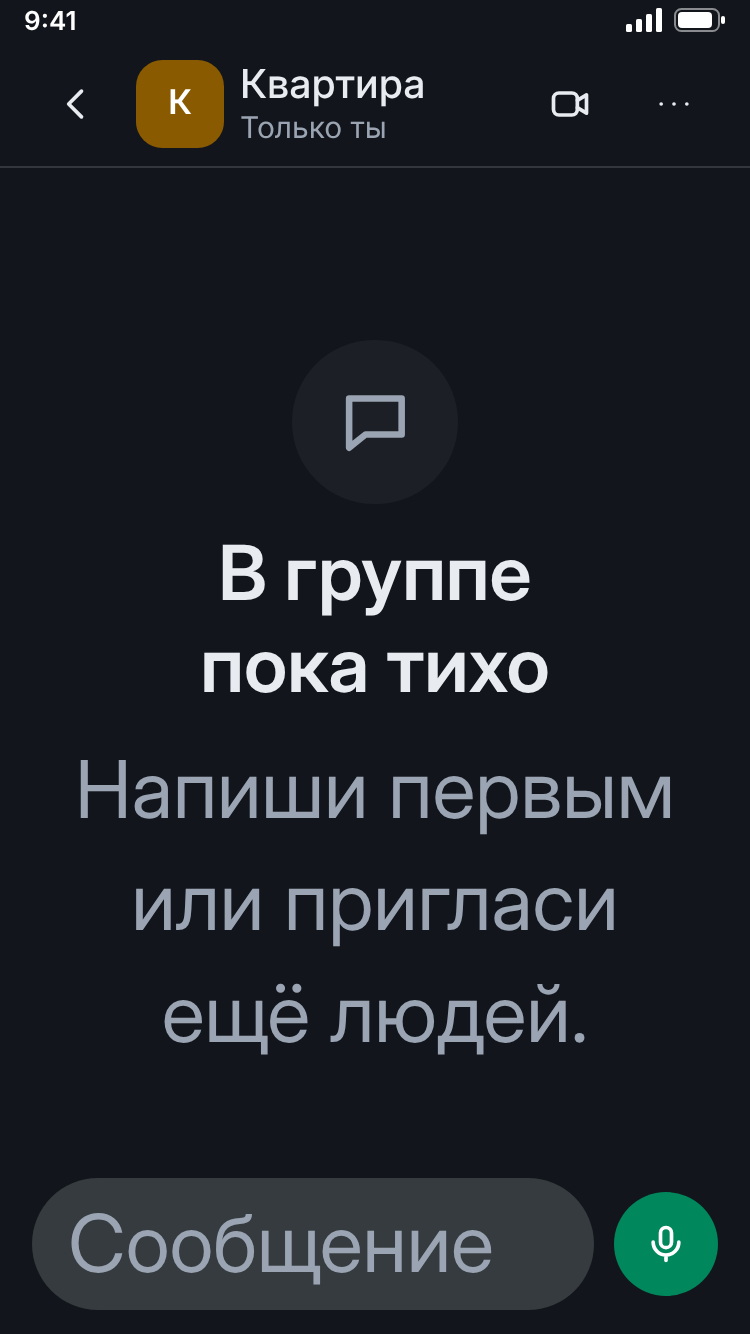 9:41
К
Квартира
Только ты
В группе
пока тихо
Напиши первым
или пригласи
ещё людей.
Сообщение